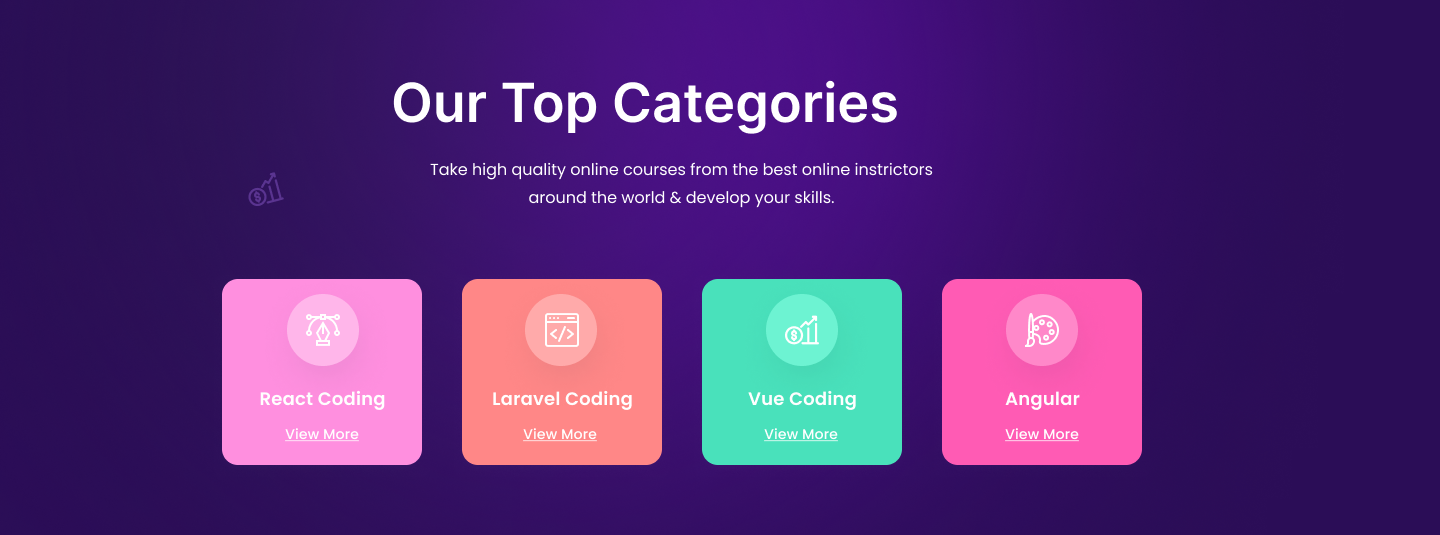 Our Top Categories
Take high quality online courses from the best online instrictors
around the world & develop your skills.
React Coding
Laravel Coding
Vue Coding
Angular
View More
View More
View More
View More